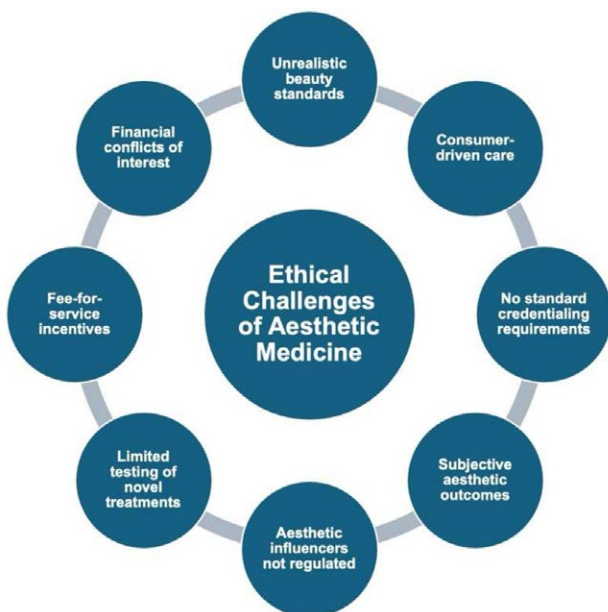 Unrealistic
beauty
standards
Consumer-
driven care
No standard
credentialing
requirements
Subjective
aesthetic
outcomes
Aesthetic
influencers
not regulated
Limited
testing of
novel
treatments
Fee-for-
service
incentives
Financial
conflicts of
interest
Ethical
Challenges
of Aesthetic
Medicine